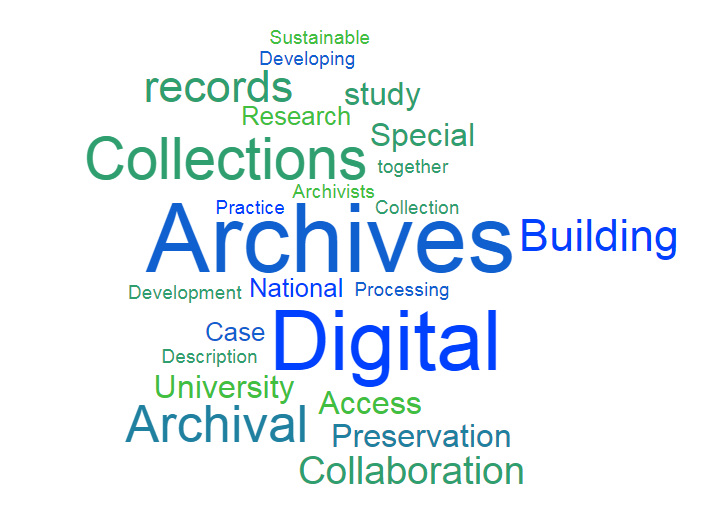 Sustainable
Developing
records
study
Research
Special
Collections
together
Archivists
Practice
Collection
Archives
Building
Development
National
Processing
Case
Digital
Description
University
Access
Archival
Preservation
Collaboration